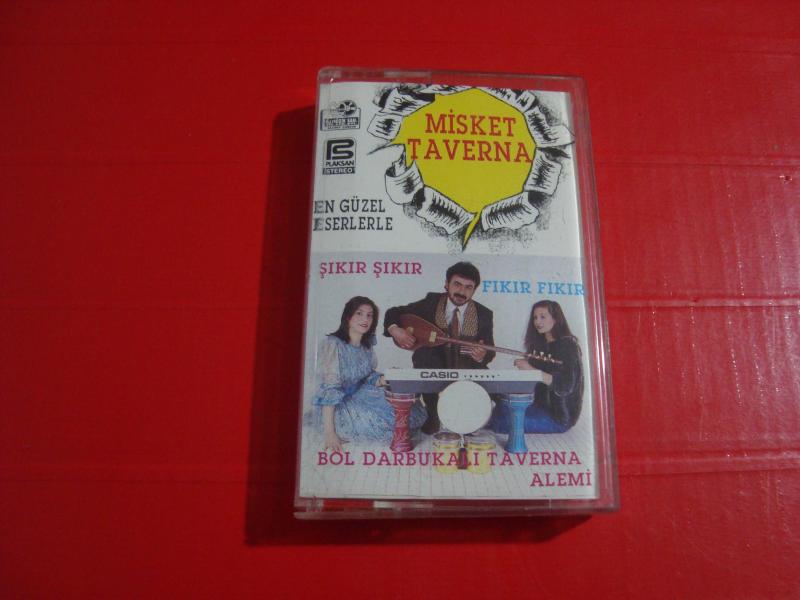 MİSKET
TAVERNA
PLAKSAN
STEREO
EN GÜZEL
ESERLERLE
ŞIKIR ŞIKIR
FIKIR FIKIR
CASIO
BOL DARBUKALI TAVERNA
ALEMİ